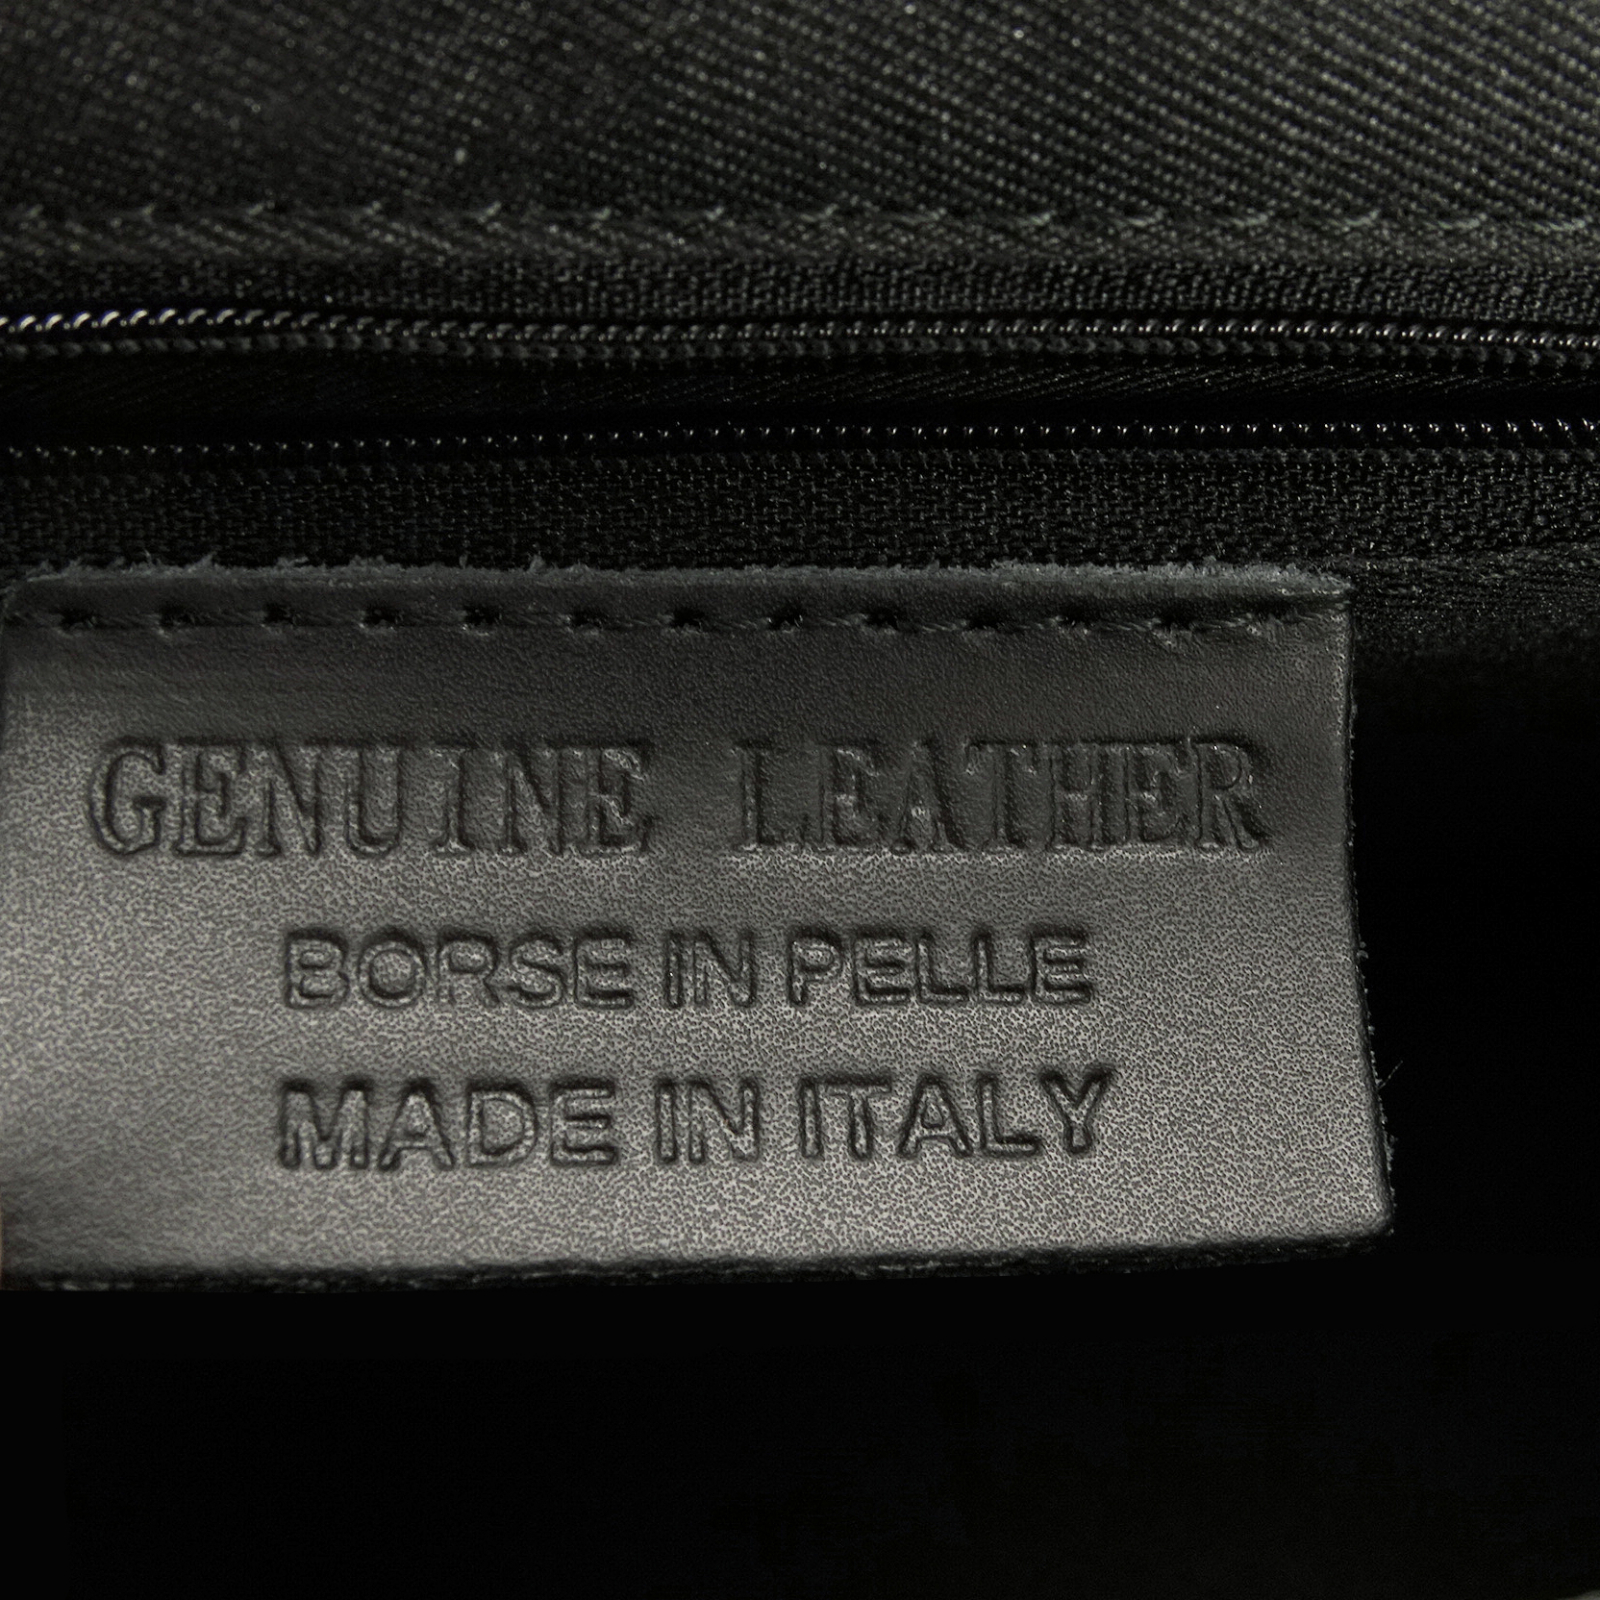 GENUINE LEATHER
BORSE IN PELLE
MADE IN ITALY